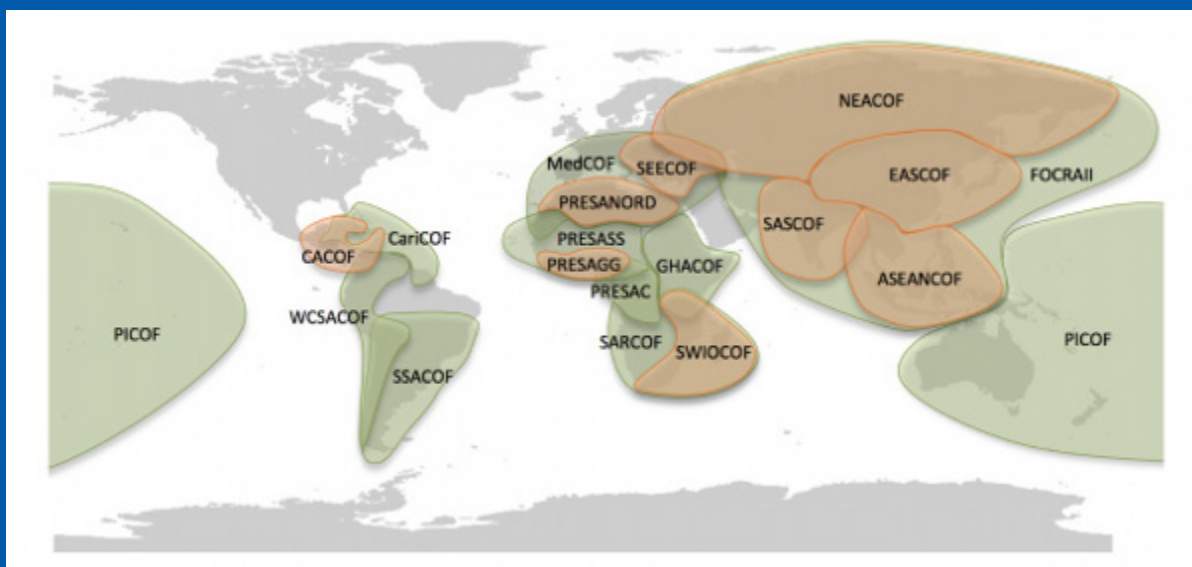 NEACOF
MedCOF
SEECOF
EASCOF
FOCRAII
PRESANORD
SASCOF
CariCOF
PRESASS
CACOF
PRESAGG
GHACOF
ASEANCOF
PRESAC
WCSACOF
PICOF
SARCOF
SWIOCOF
PICOF
SSACOF